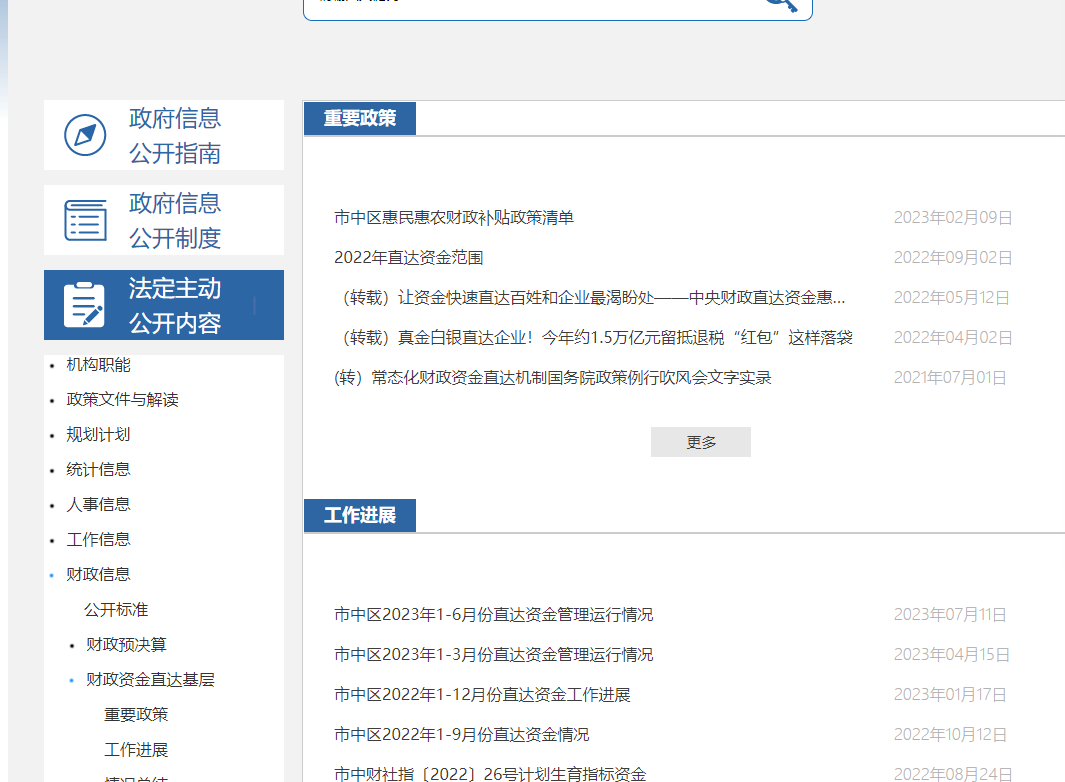 政府信息
公开指南
政府信息
公开制度
法定主动
公开内容
机构职能
政策文件与解读
规划计划
统计信息
人事信息
工作信息
财政信息
公开标准
财政预决算
财政资金直达基层
重要政策
工作进展
重要政策
市中区惠民惠农财政补贴政策清单 2023年02月09日
2022年直达资金范围 2022年09月02日
（转载）让资金快速直达百姓和企业最渴盼处——中央财政直达资金惠... 2022年05月12日
（转载）真金白银直达企业！今年约1.5万亿元留抵退税“红包”这样落袋 2022年04月02日
(转）常态化财政资金直达机制国务院政策例行吹风会文字实录 2021年07月01日
更多
工作进展
市中区2023年1-6月份直达资金管理运行情况 2023年07月11日
市中区2023年1-3月份直达资金管理运行情况 2023年04月15日
市中区2022年1-12月份直达资金工作进展 2023年01月17日
市中区2022年1-9月份直达资金情况 2022年10月12日
市中财社指〔2022〕26号计划生育指标资金 2022年08月24日